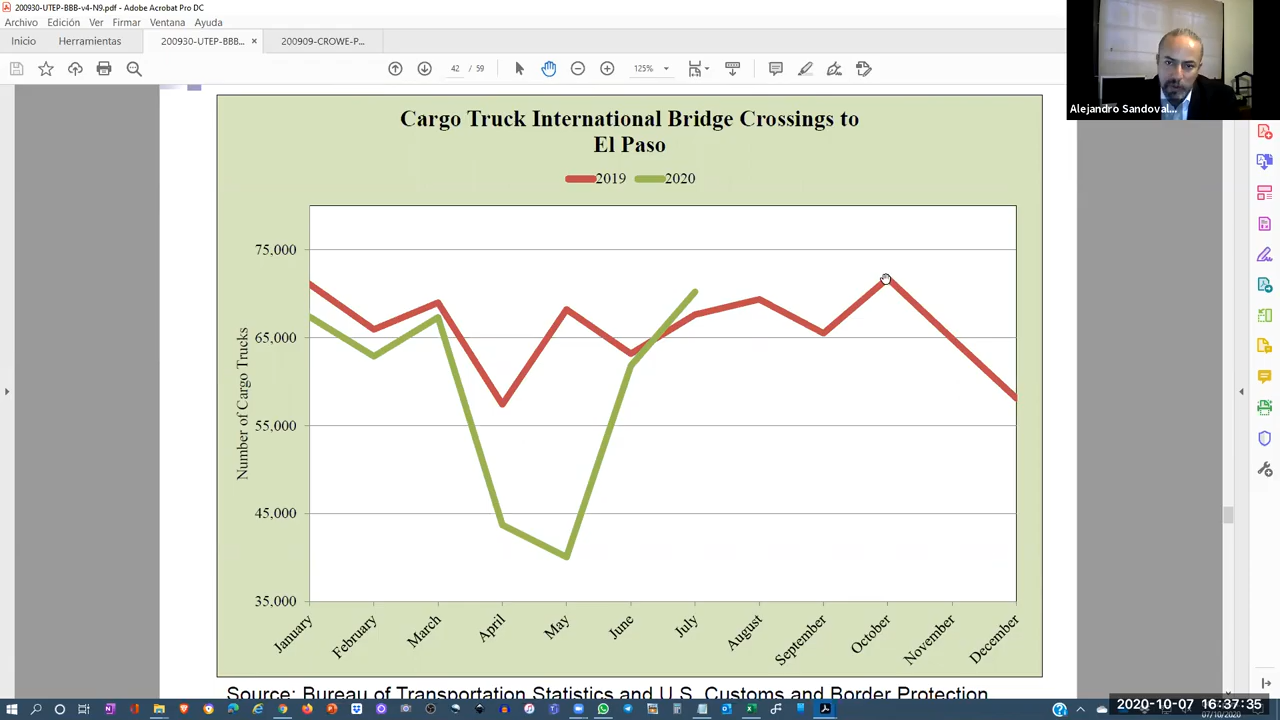 200930-UTEP-BBB-v4-N9.pdf - Adobe Acrobat Pro DC
Archivo Edición Ver Firmar Ventana Ayuda
Inicio Herramientas 200930-UTEP-BBB... × 200909-CROWE-P...
42 / 59 125%
Alejandro Sandoval...
Cargo Truck International Bridge Crossings to
El Paso
2019 2020
Number of Cargo Trucks
75,000
65,000
55,000
45,000
35,000
January February March April May June July August September October November December
Source: Bureau of Transportation Statistics and U.S. Customs and Border Protection
2020-10-07 16:37:35
07/10/2020